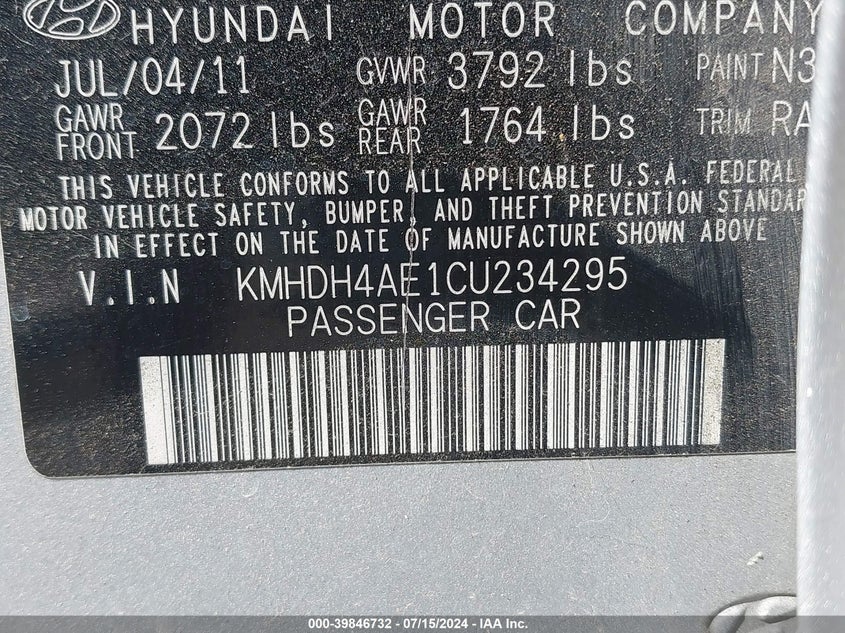 HYUNDAI MOTOR COMPANY
JUL/04/11 GVWR 3792 lbs PAINT N3
GAWR FRONT 2072 lbs GAWR REAR 1764 lbs TRIM RA
THIS VEHICLE CONFORMS TO ALL APPLICABLE U.S.A. FEDERAL
MOTOR VEHICLE SAFETY, BUMPER, AND THEFT PREVENTION STANDAR
IN EFFECT ON THE DATE OF MANUFACTURE SHOWN ABOVE
V.I.N KMHDH4AE1CU234295
PASSENGER CAR
000-39846732 - 07/15/2024 - IAA Inc.